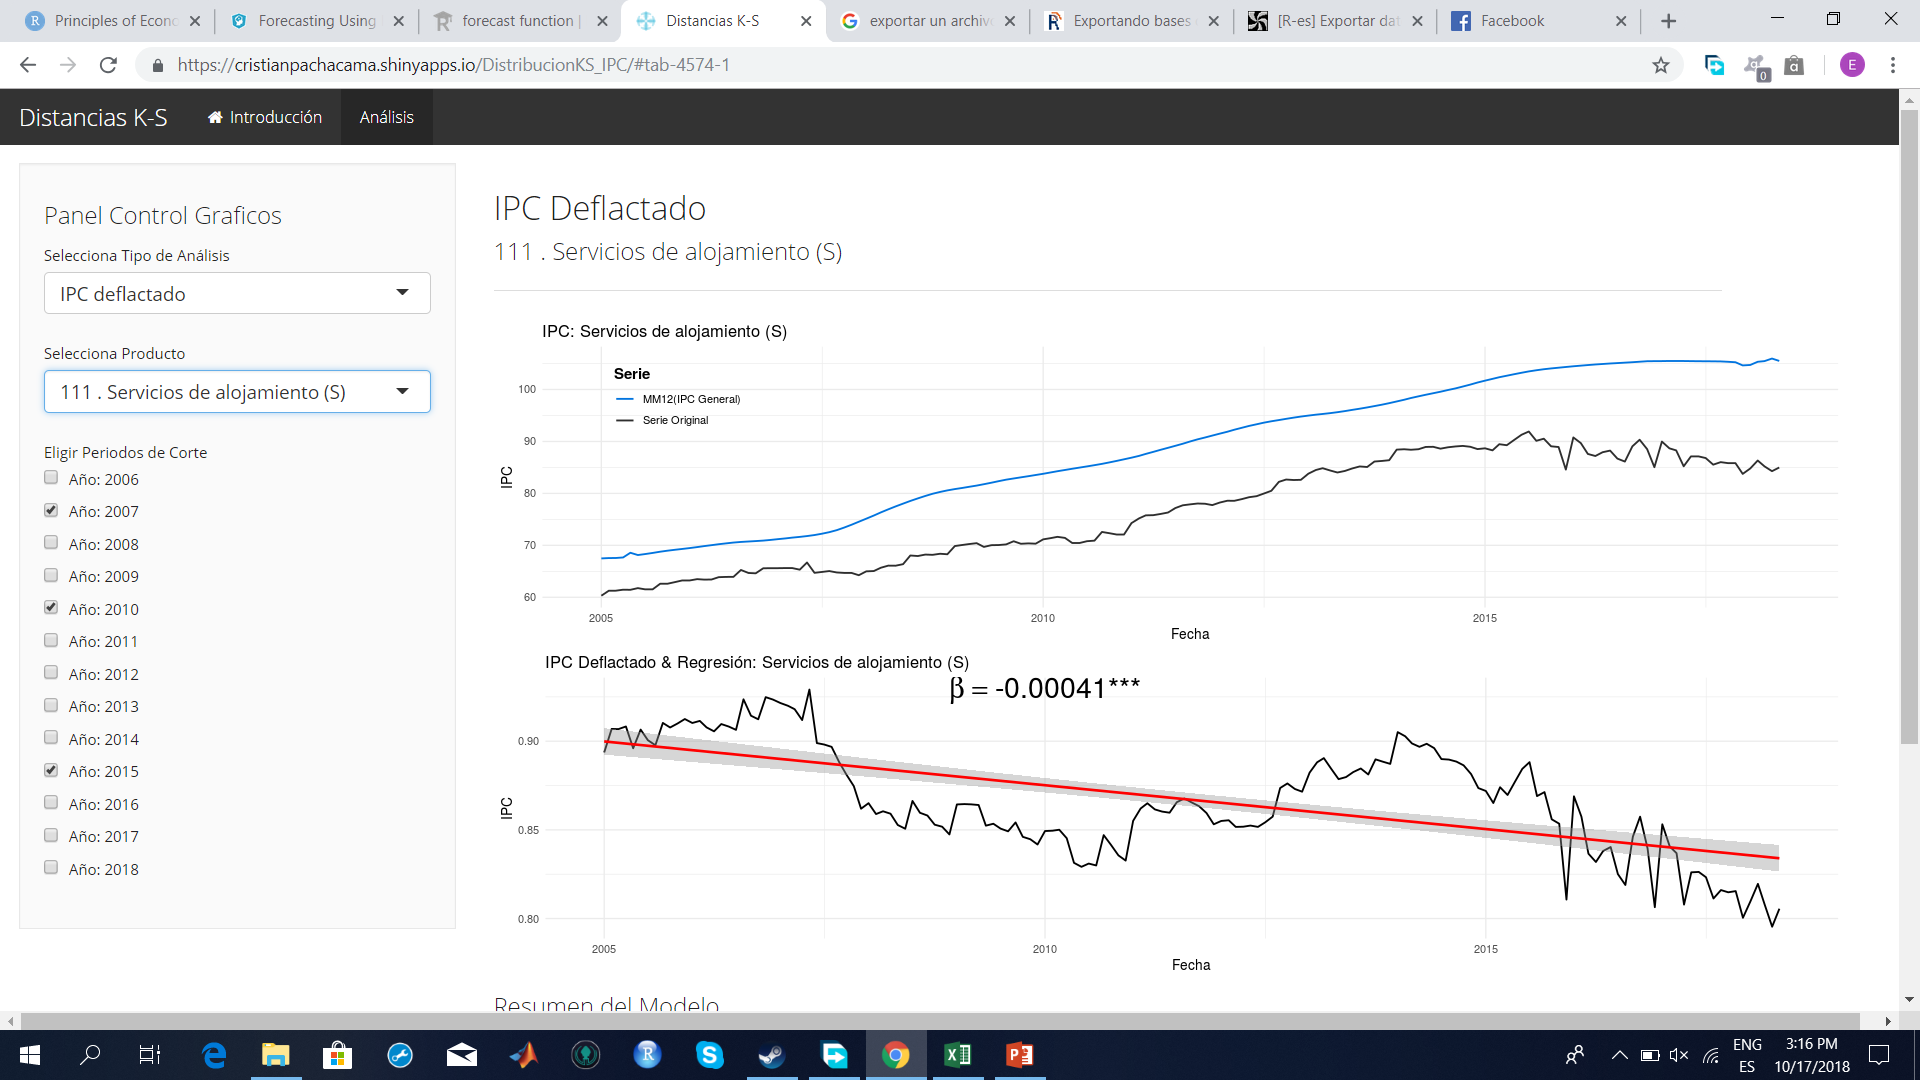 Principles of Econo
Forecasting Using
forecast function |
Distancias K-S
exportar un archivo
Exportando bases
[R-es] Exportar dat
Facebook
https://cristianpachacama.shinyapps.io/DistribucionKS_IPC/#tab-4574-1
0
E
Distancias K-S
Introducción
Análisis
Panel Control Graficos
Selecciona Tipo de Análisis
IPC deflactado
Selecciona Producto
111 . Servicios de alojamiento (S)
Eligir Periodos de Corte
Año: 2006
Año: 2007
Año: 2008
Año: 2009
Año: 2010
Año: 2011
Año: 2012
Año: 2013
Año: 2014
Año: 2015
Año: 2016
Año: 2017
Año: 2018
IPC Deflactado
111 . Servicios de alojamiento (S)
IPC: Servicios de alojamiento (S)
Serie
MM12(IPC General)
Serie Original
100
90
80
70
60
IPC
2005
2010
2015
Fecha
IPC Deflactado & Regresión: Servicios de alojamiento (S)
β = -0.00041***
0.90
0.85
0.80
IPC
2005
2010
2015
Fecha
Resumen del Modelo
ENG
ES
3:16 PM
10/17/2018